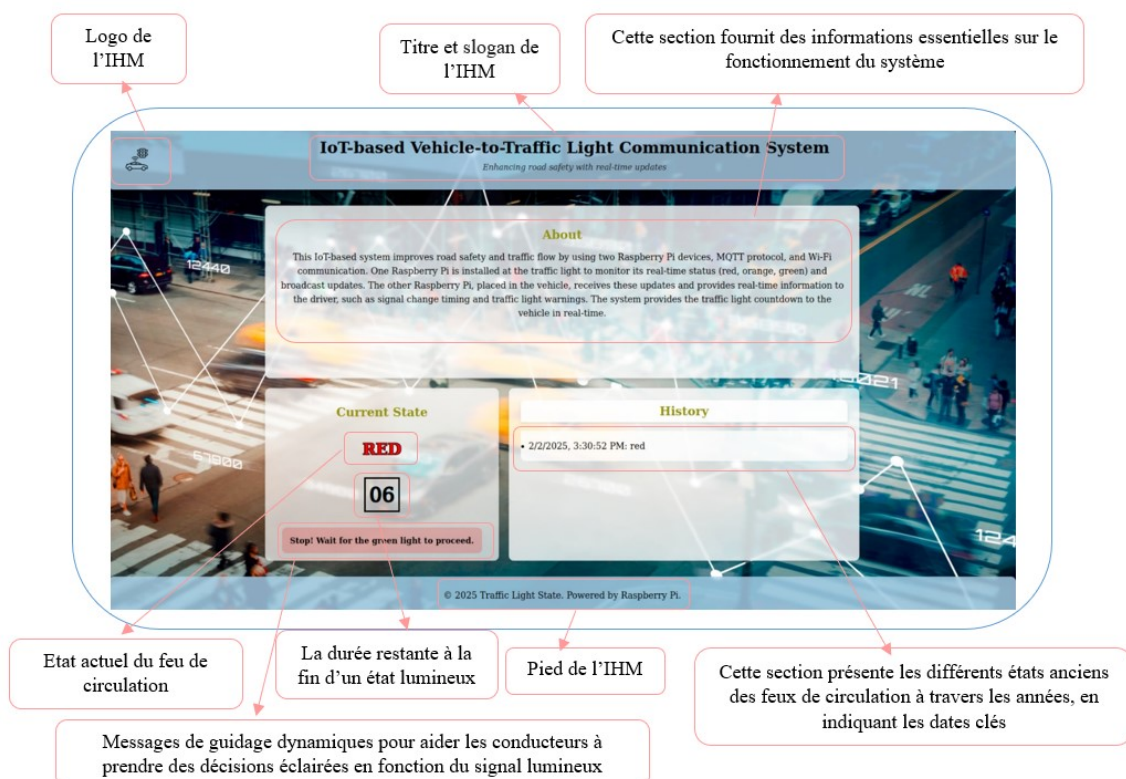 Logo de
l'IHM
Titre et slogan de
l'IHM
Cette section fournit des informations essentielles sur le
fonctionnement du système
IoT-based Vehicle-to-Traffic Light Communication System
Enhancing road safety with real-time updates
About
This IoT-based system improves road safety and traffic flow by using two Raspberry Pi devices, MQTT protocol, and Wi-Fi
communication. One Raspberry Pi is installed at the traffic light to monitor its real-time status (red, orange, green) and
broadcast updates. The other Raspberry Pi, placed in the vehicle, receives these updates and provides real-time information to
the driver, such as signal change timing and traffic light warnings. The system provides the traffic light countdown to the
vehicle in real-time.
12440
67900
Current State
RED
06
Stop! Wait for the green light to proceed.
History
• 2/2/2025, 3:30:52 PM: red
© 2025 Traffic Light State. Powered by Raspberry Pi.
Etat actuel du feu de
circulation
La durée restante à la
fin d'un état lumineux
Pied de l'IHM
Cette section présente les différents états anciens
des feux de circulation à travers les années, en
indiquant les dates clés
Messages de guidage dynamiques pour aider les conducteurs à
prendre des décisions éclairées en fonction du signal lumineux